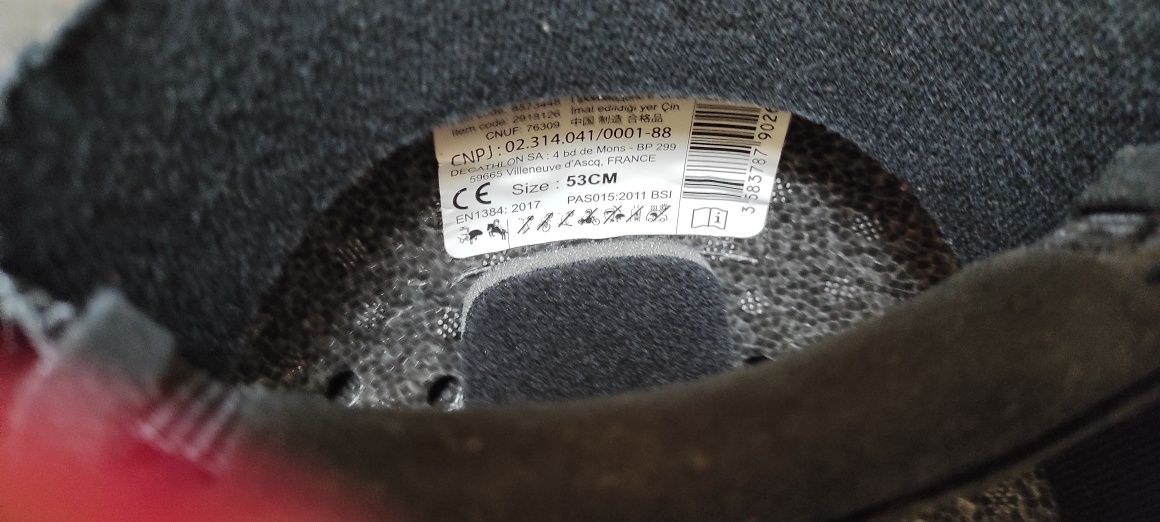 8573448
Item code: 2918126 İmal edildiği yer Çin
CNUF: 76309 中国 制造 合格品
CNPJ: 02.314.041/0001-88
DECATHLON SA : 4 bd de Mons - BP 299
59665 Villeneuve d'Ascq, FRANCE
CE Size : 53CM
EN1384: 2017 PAS015:2011 BSI
3 583787 902